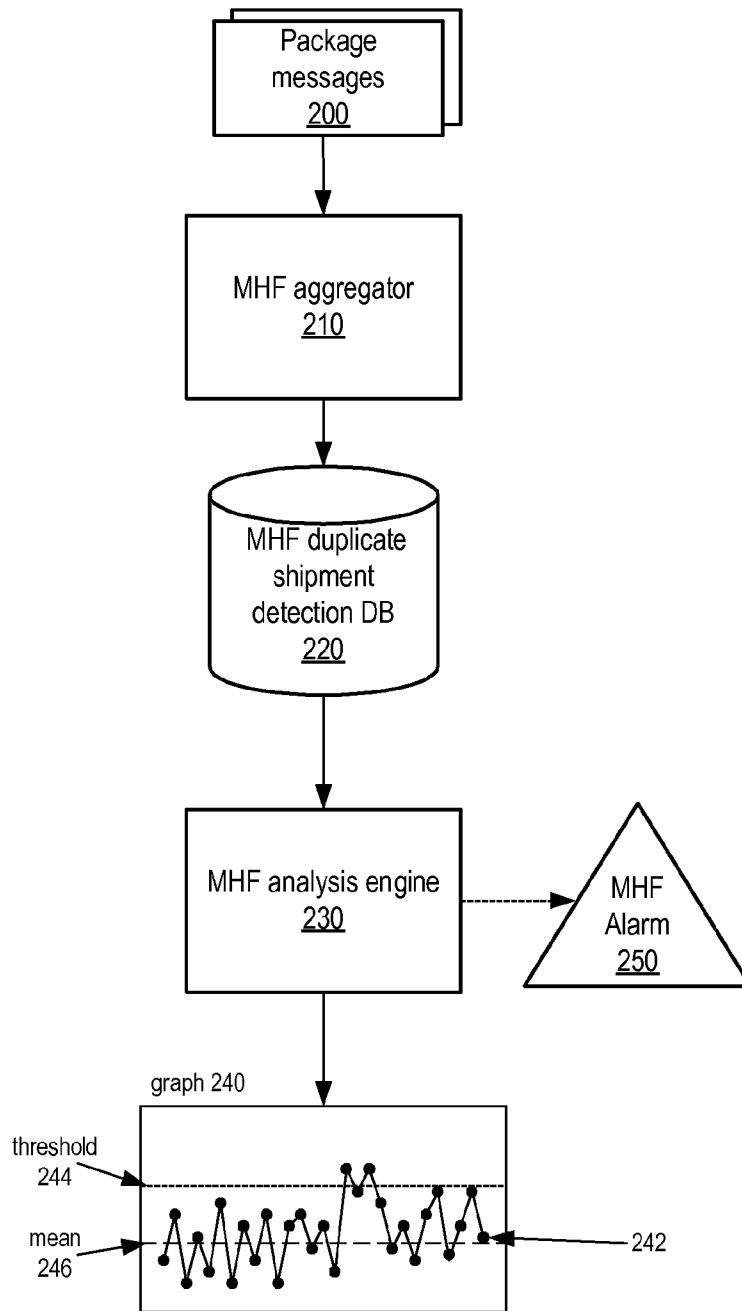 Package
messages
200
MHF aggregator
210
MHF duplicate
shipment
detection DB
220
MHF analysis engine
230
MHF
Alarm
250
graph 240
threshold
244
mean
246
242